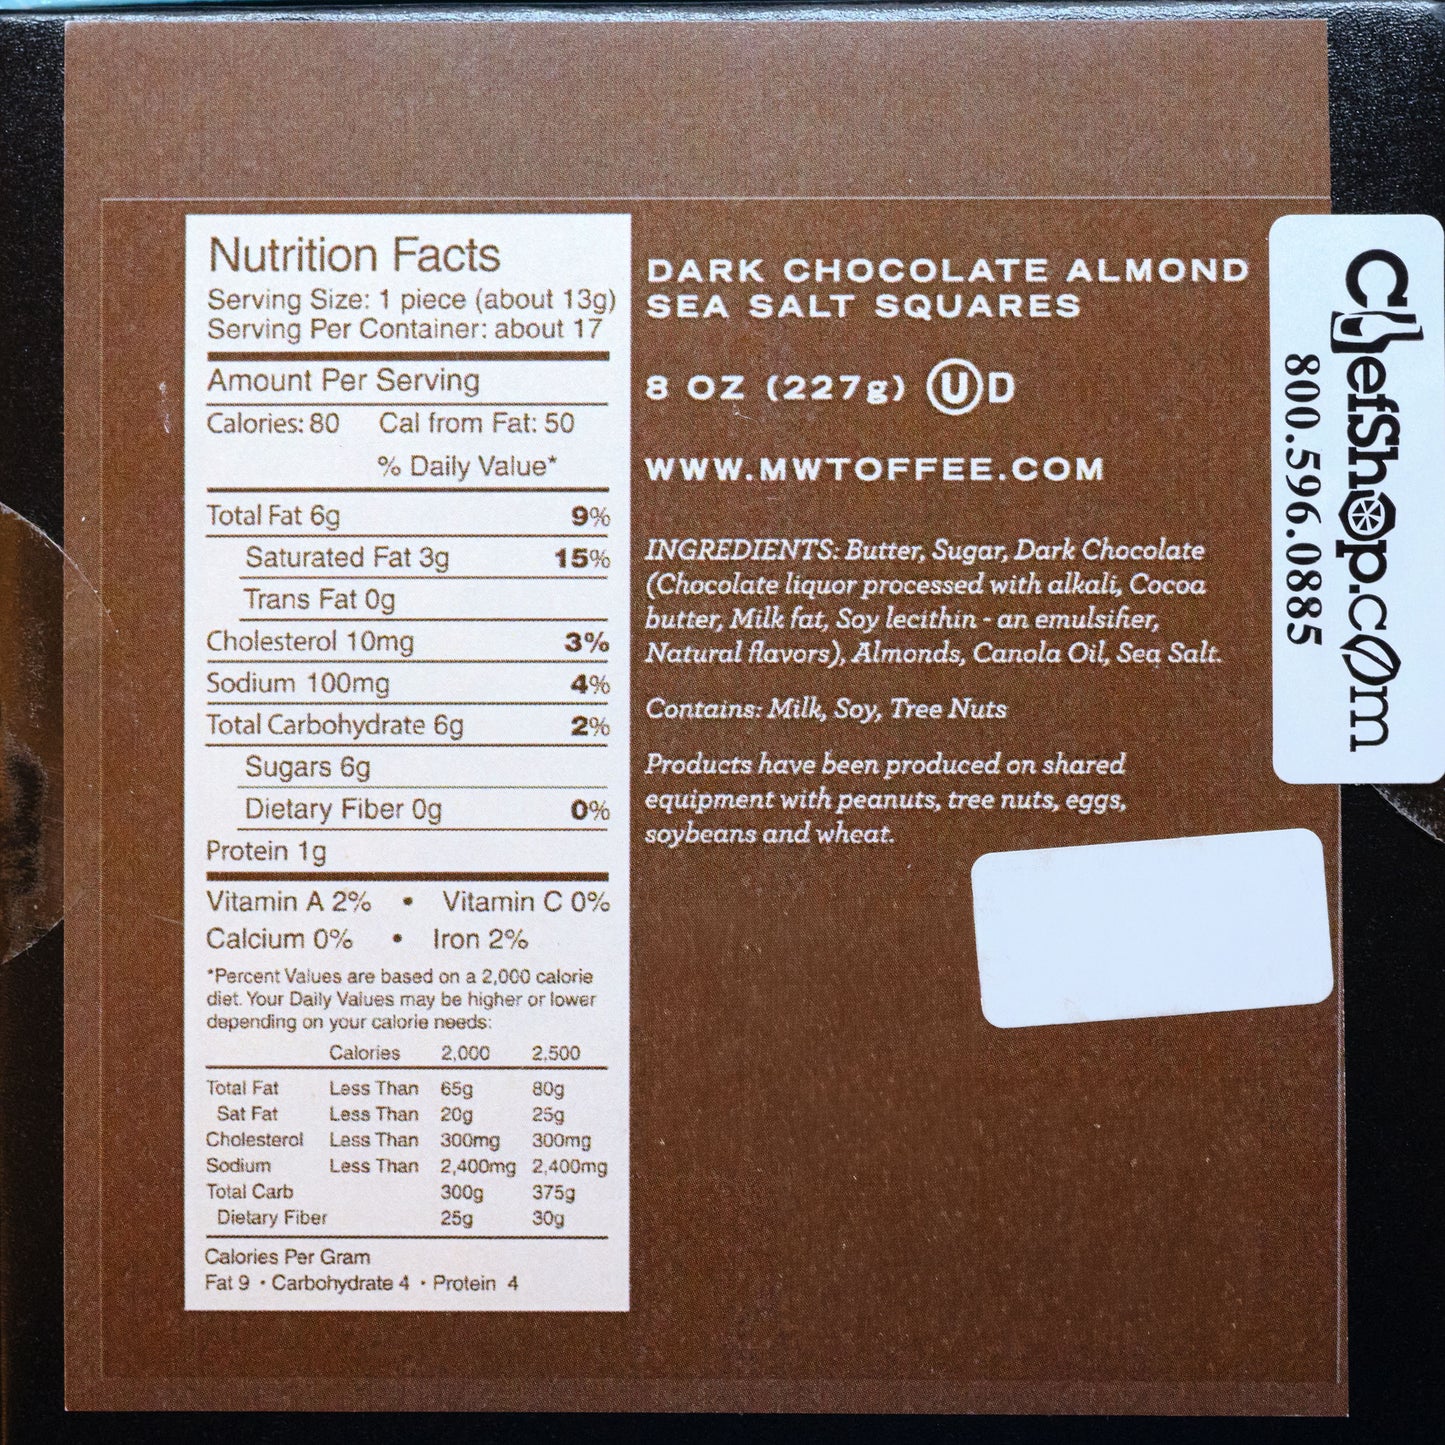 Nutrition Facts
Serving Size: 1 piece (about 13g)
Serving Per Container: about 17
Amount Per Serving
Calories: 80 Cal from Fat: 50
% Daily Value*
Total Fat 6g 9%
Saturated Fat 3g 15%
Trans Fat 0g
Cholesterol 10mg 3%
Sodium 100mg 4%
Total Carbohydrate 6g 2%
Sugars 6g
Dietary Fiber 0g 0%
Protein 1g
Vitamin A 2% • Vitamin C 0%
Calcium 0% • Iron 2%
*Percent Values are based on a 2,000 calorie
diet. Your Daily Values may be higher or lower
depending on your calorie needs:
Calories 2,000 2,500
Total Fat Less Than 65g 80g
Sat Fat Less Than 20g 25g
Cholesterol Less Than 300mg 300mg
Sodium Less Than 2,400mg 2,400mg
Total Carb 300g 375g
Dietary Fiber 25g 30g
Calories Per Gram
Fat 9 • Carbohydrate 4 • Protein 4
DARK CHOCOLATE ALMOND
SEA SALT SQUARES
8 OZ (227g) U D
WWW.MWTOFFEE.COM
INGREDIENTS: Butter, Sugar, Dark Chocolate
(Chocolate liquor processed with alkali, Cocoa
butter, Milk fat, Soy lecithin - an emulsifier,
Natural flavors), Almonds, Canola Oil, Sea Salt.
Contains: Milk, Soy, Tree Nuts
Products have been produced on shared
equipment with peanuts, tree nuts, eggs,
soybeans and wheat.
ChefShop.com
800.596.0885